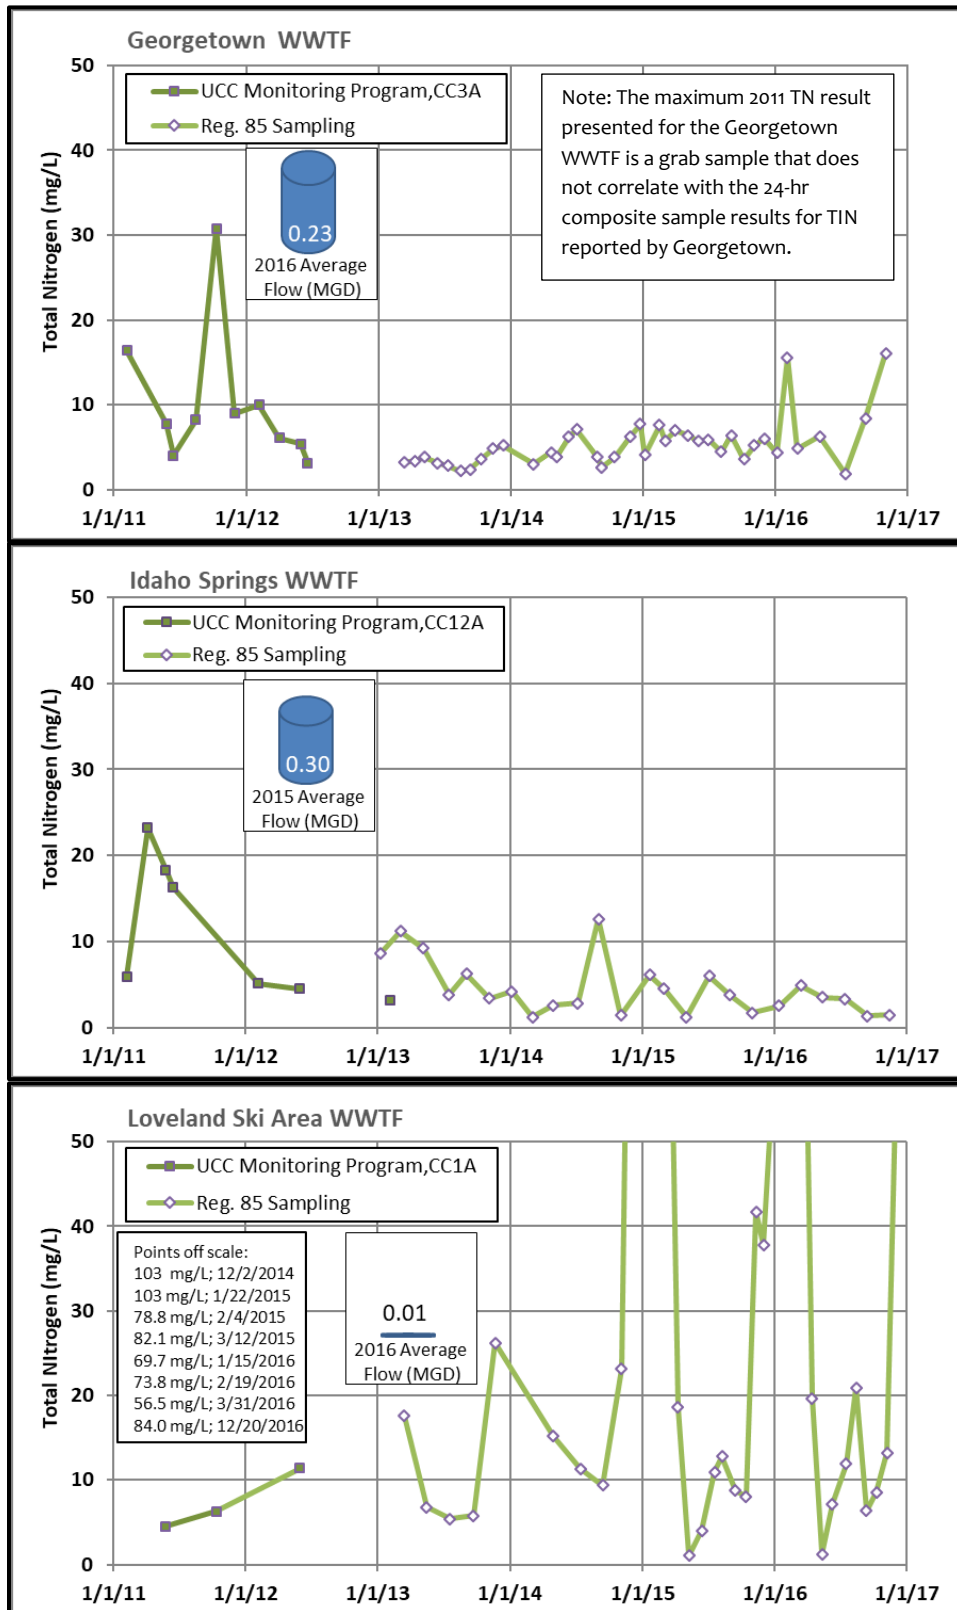 Georgetown WWTF
50
40
30
20
10
0
Total Nitrogen (mg/L)
UCC Monitoring Program,CC3A
Reg. 85 Sampling
0.23
2016 Average
Flow (MGD)
Note: The maximum 2011 TN result
presented for the Georgetown
WWTF is a grab sample that does
not correlate with the 24-hr
composite sample results for TIN
reported by Georgetown.
1/1/11 1/1/12 1/1/13 1/1/14 1/1/15 1/1/16 1/1/17
Idaho Springs WWTF
50
40
30
20
10
0
Total Nitrogen (mg/L)
UCC Monitoring Program,CC12A
Reg. 85 Sampling
0.30
2015 Average
Flow (MGD)
1/1/11 1/1/12 1/1/13 1/1/14 1/1/15 1/1/16 1/1/17
Loveland Ski Area WWTF
50
40
30
20
10
0
Total NItrogen (mg/L)
UCC Monitoring Program,CC1A
Reg. 85 Sampling
Points off scale:
103 mg/L; 12/2/2014
103 mg/L; 1/22/2015
78.8 mg/L; 2/4/2015
82.1 mg/L; 3/12/2015
69.7 mg/L; 1/15/2016
73.8 mg/L; 2/19/2016
56.5 mg/L; 3/31/2016
84.0 mg/L; 12/20/2016
0.01
2016 Average
Flow (MGD)
1/1/11 1/1/12 1/1/13 1/1/14 1/1/15 1/1/16 1/1/17